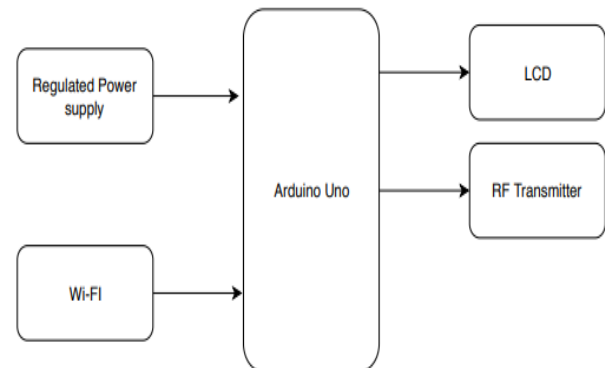 Regulated Power
supply
Wi-FI
Arduino Uno
LCD
RF Transmitter